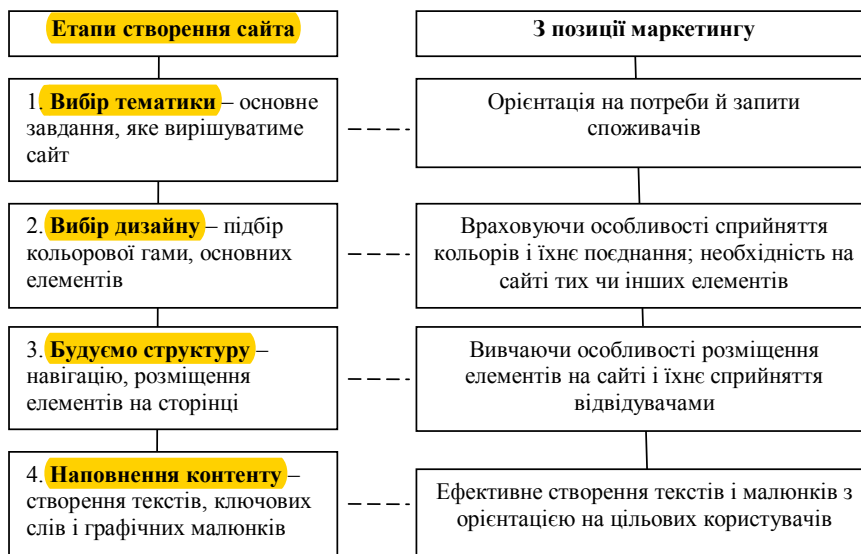 Етапи створення сайта
З позиції маркетингу
1. Вибір тематики – основне
завдання, яке вирішуватиме
сайт
Орієнтація на потреби й запити
споживачів
2. Вибір дизайну – підбір
кольорової гами, основних
елементів
Враховуючи особливості сприйняття
кольорів і їхнє поєднання; необхідність на
сайті тих чи інших елементів
3. Будуємо структуру –
навігацію, розміщення
елементів на сторінці
Вивчаючи особливості розміщення
елементів на сайті і їхнє сприйняття
відвідувачами
4. Наповнення контенту –
створення текстів, ключових
слів і графічних малюнків
Ефективне створення текстів і малюнків з
орієнтацією на цільових користувачів